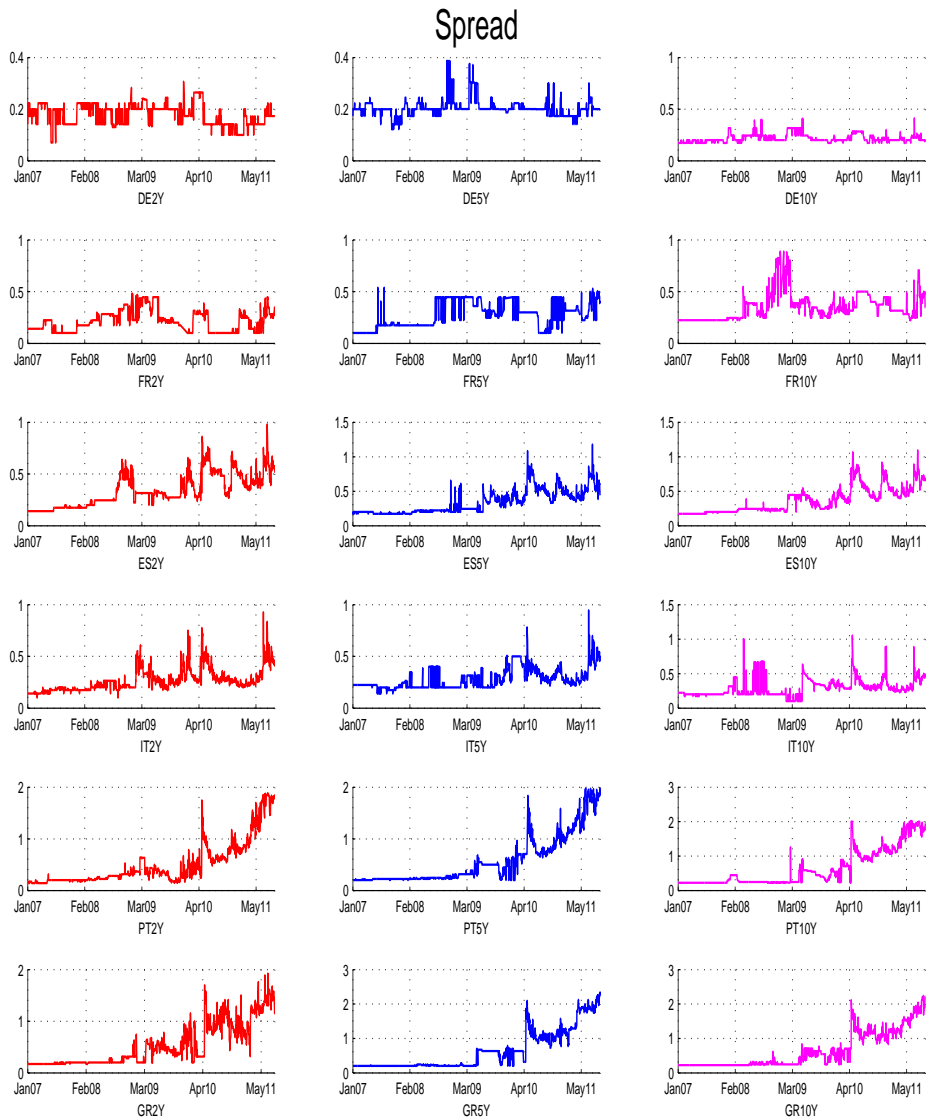 Spread
0.4 0.4 1
0.2 0.2 0.5
0 0 0
Jan07 Feb08 Mar09 Apr10 May11 Jan07 Feb08 Mar09 Apr10 May11 Jan07 Feb08 Mar09 Apr10 May11
DE2Y DE5Y DE10Y
1 1 1
0.5 0.5 0.5
0 0 0
Jan07 Feb08 Mar09 Apr10 May11 Jan07 Feb08 Mar09 Apr10 May11 Jan07 Feb08 Mar09 Apr10 May11
FR2Y FR5Y FR10Y
1 1.5 1.5
1 1
0.5 0.5 0.5
0 0 0
Jan07 Feb08 Mar09 Apr10 May11 Jan07 Feb08 Mar09 Apr10 May11 Jan07 Feb08 Mar09 Apr10 May11
ES2Y ES5Y ES10Y
1 1 1.5
1
0.5 0.5 0.5
0 0 0
Jan07 Feb08 Mar09 Apr10 May11 Jan07 Feb08 Mar09 Apr10 May11 Jan07 Feb08 Mar09 Apr10 May11
IT2Y IT5Y IT10Y
2 2 3
2
1 1 1
0 0 0
Jan07 Feb08 Mar09 Apr10 May11 Jan07 Feb08 Mar09 Apr10 May11 Jan07 Feb08 Mar09 Apr10 May11
PT2Y PT5Y PT10Y
2 3 3
2 2
1 1 1
0 0 0
Jan07 Feb08 Mar09 Apr10 May11 Jan07 Feb08 Mar09 Apr10 May11 Jan07 Feb08 Mar09 Apr10 May11
GR2Y GR5Y GR10Y